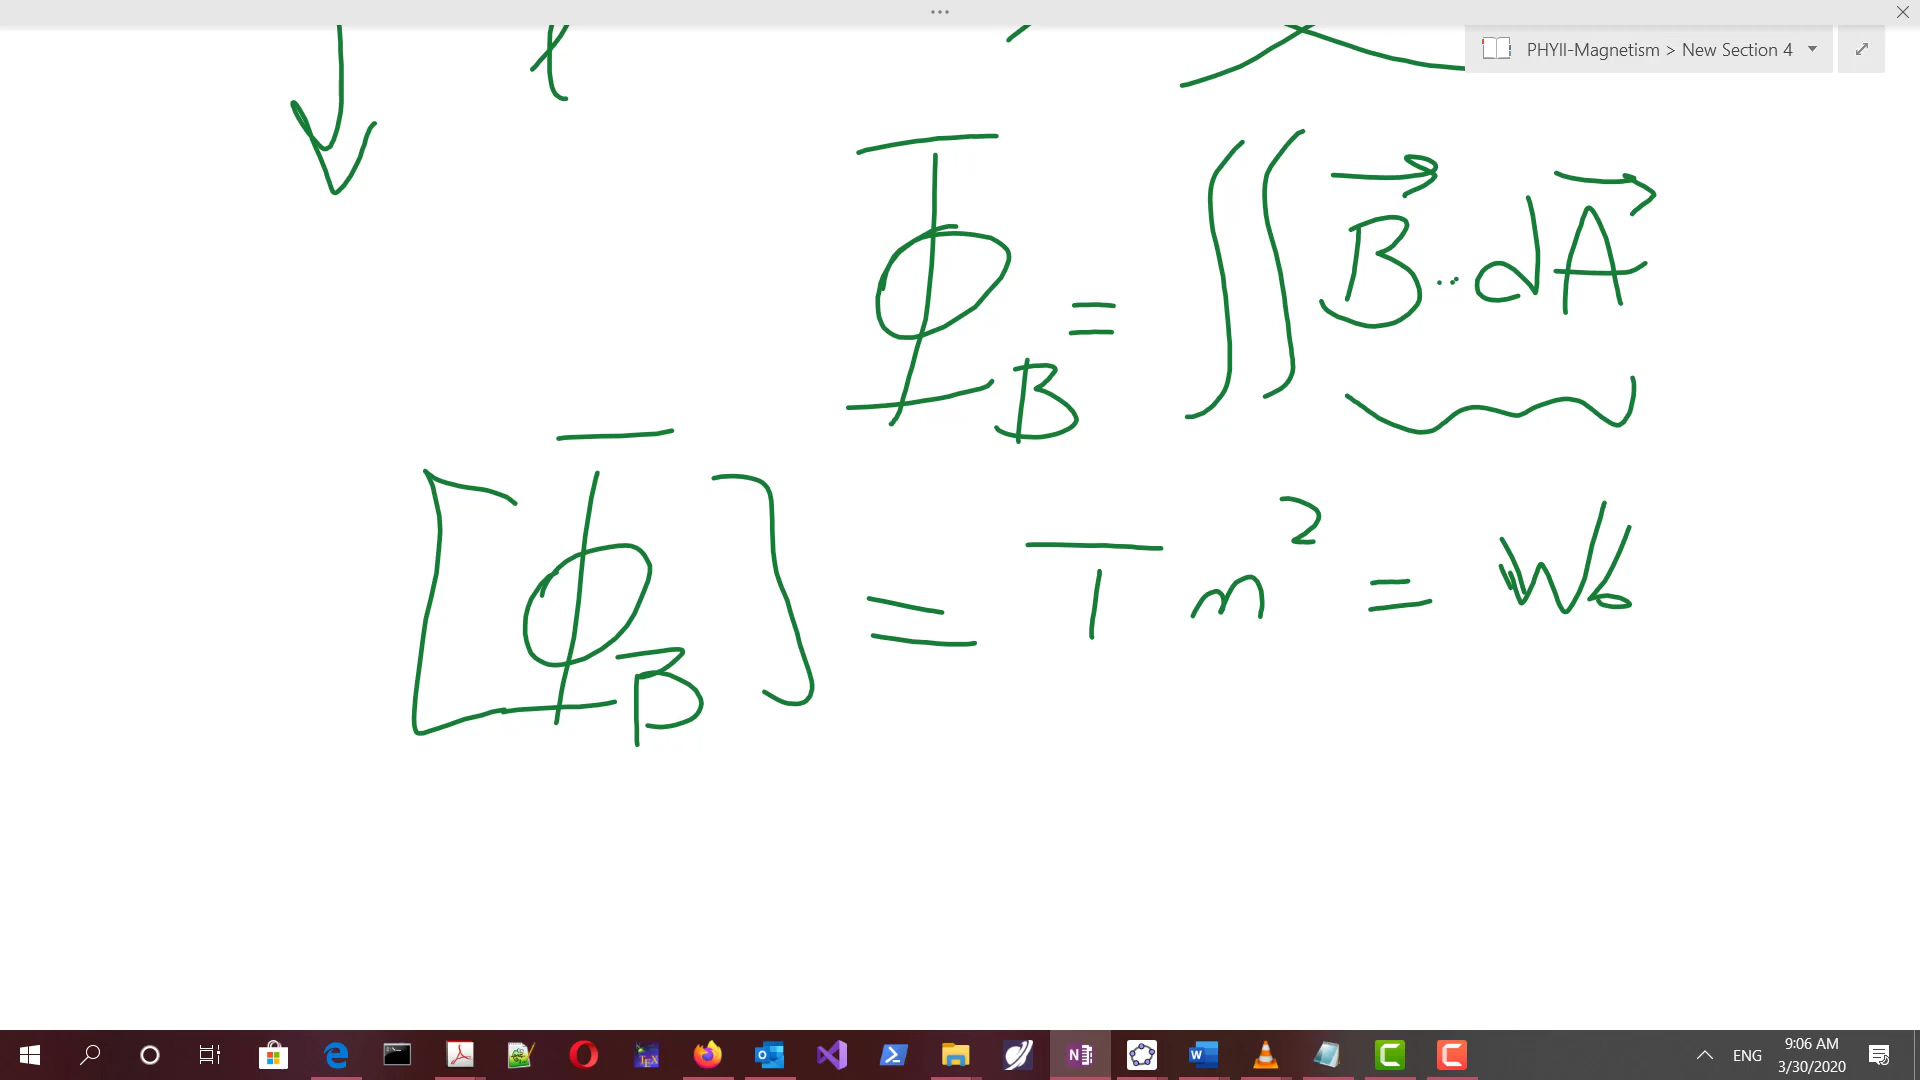 PHYII-Magnetism > New Section 4
Φ_B = ∬ B⃗ · dA⃗
[Φ_B] = T m² = Wb
ENG
9:06 AM
3/30/2020